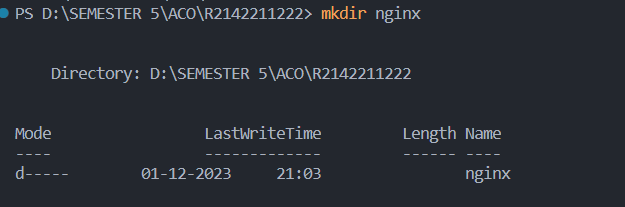 PS D:\SEMESTER 5\ACO\R2142211222> mkdir nginx
Directory: D:\SEMESTER 5\ACO\R2142211222
Mode LastWriteTime Length Name
---- ------------- ------ ----
d----- 01-12-2023 21:03 nginx